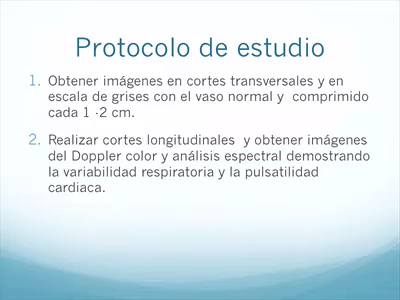 Protocolo de estudio
1. Obtener imágenes en cortes transversales y en
escala de grises con el vaso normal y comprimido
cada 1 -2 cm.
2. Realizar cortes longitudinales y obtener imágenes
del Doppler color y análisis espectral demostrando
la variabilidad respiratoria y la pulsatilidad
cardiaca.